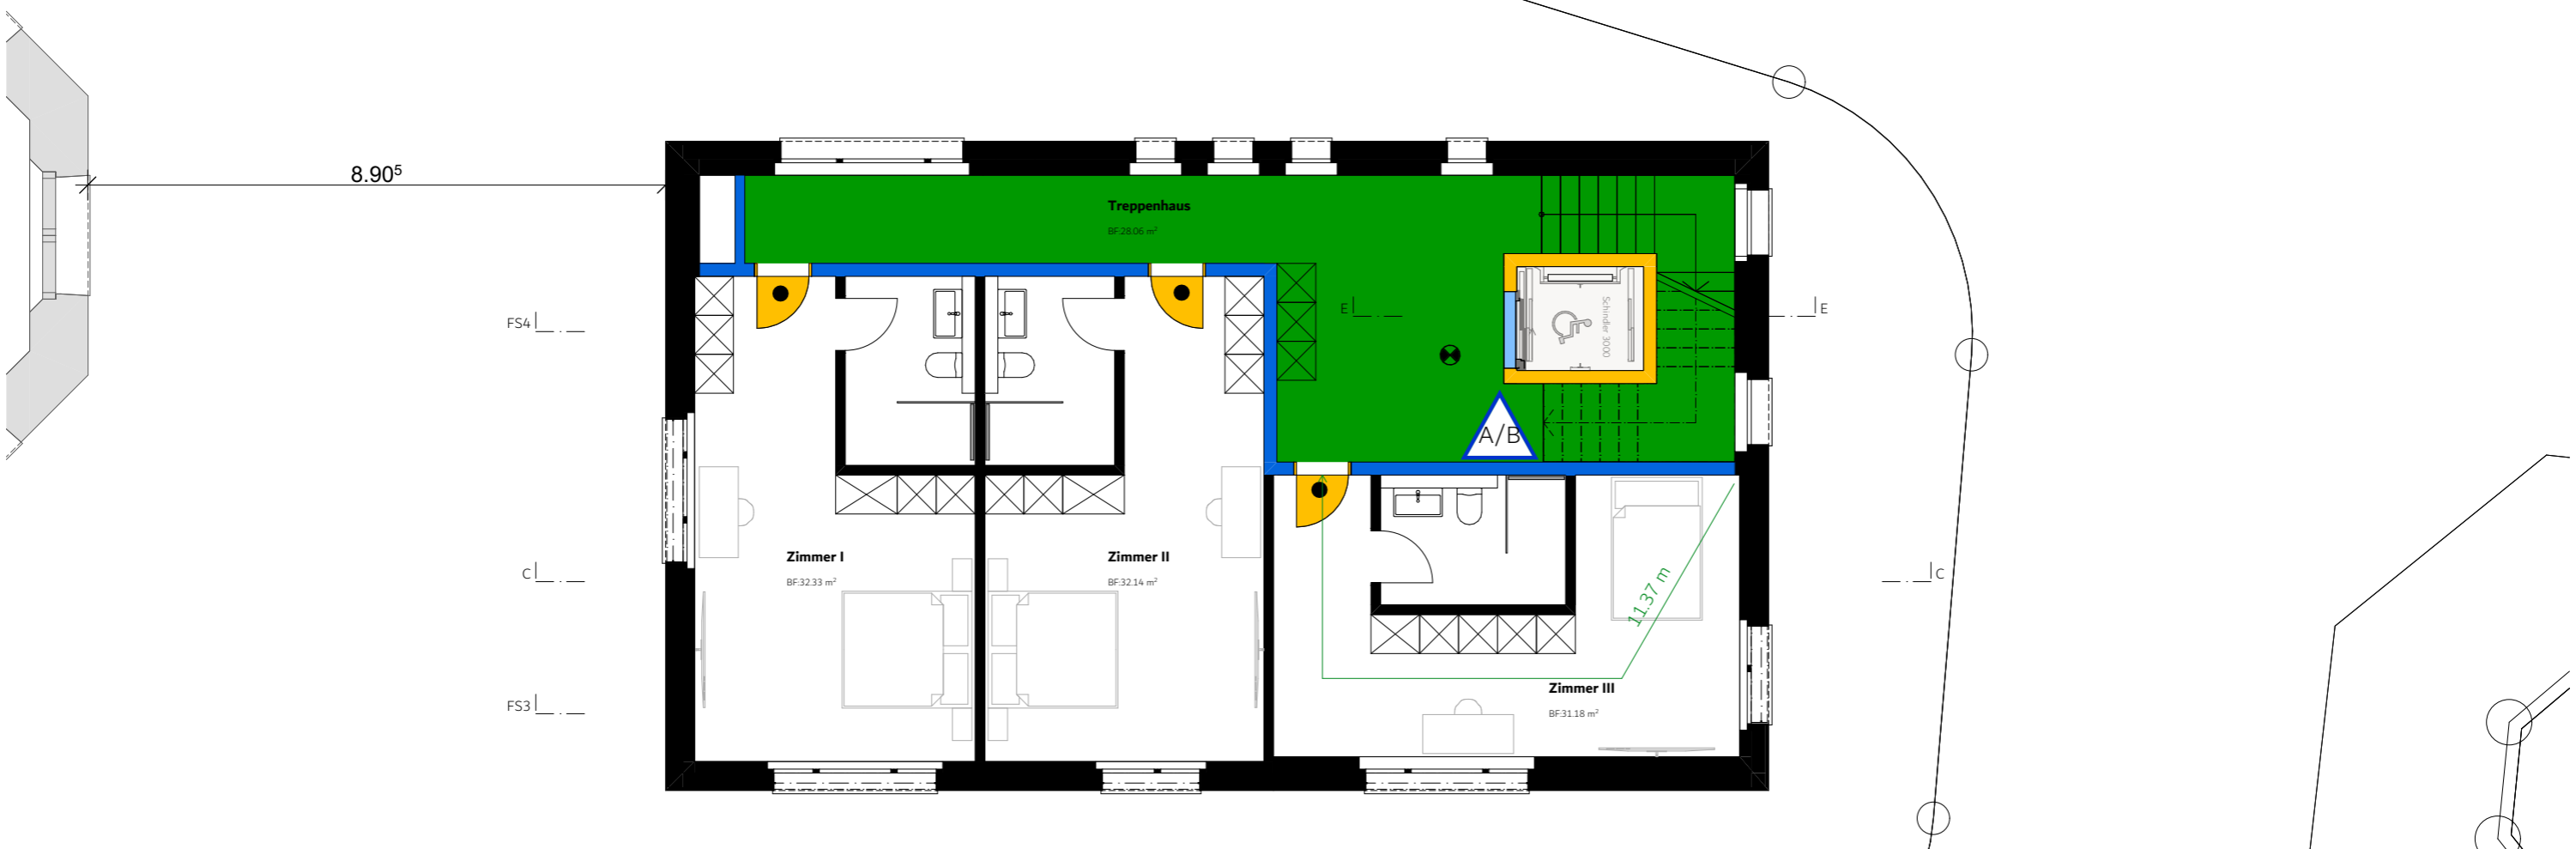 8.90⁵
Treppenhaus
BF:28.06 m²
FS4
E
E
Schindler 3000
A/B
C
C
Zimmer I
BF:32.33 m²
Zimmer II
BF:32.14 m²
11.37 m
Zimmer III
BF:31.18 m²
FS3